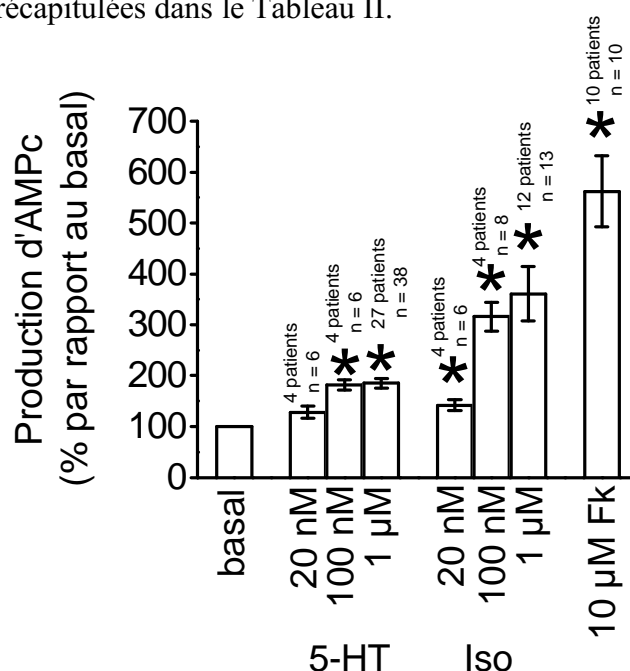 récapitulées dans le Tableau II.
Production d'AMPc
(% par rapport au basal)
700
600
500
400
300
200
100
0
4 patients
n = 6
4 patients
n = 6
27 patients
n = 38
4 patients
n = 6
4 patients
n = 8
12 patients
n = 13
10 patients
n = 10
*
*
*
*
*
*
basal
20 nM
100 nM
1 µM
20 nM
100 nM
1 µM
10 µM Fk
5-HT
Iso